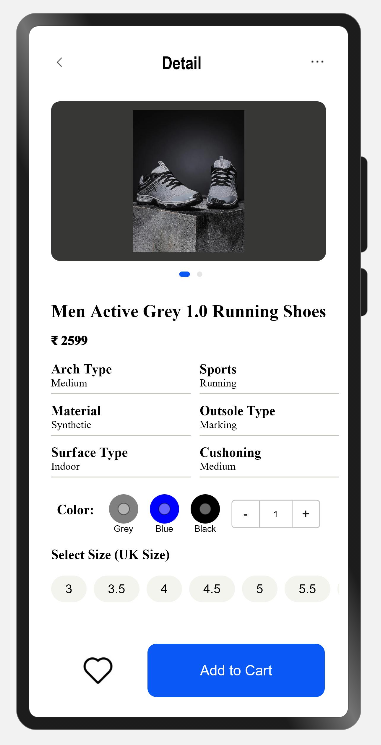 Detail
Men Active Grey 1.0 Running Shoes
₹ 2599
Arch Type Sports
Medium Running
Material Outsole Type
Synthetic Marking
Surface Type Cushoning
Indoor Medium
Color: - 1 +
Grey Blue Black
Select Size (UK Size)
3 3.5 4 4.5 5 5.5
Add to Cart